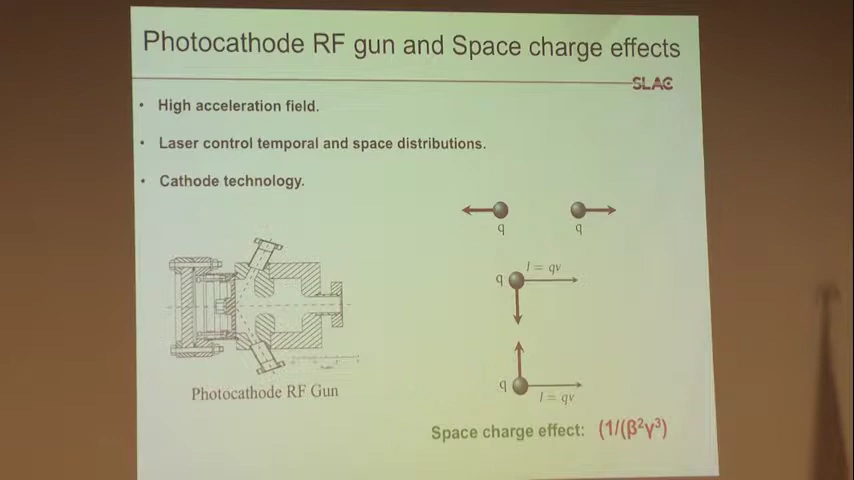 Photocathode RF gun and Space charge effects
SLAC
• High acceleration field.
• Laser control temporal and space distributions.
• Cathode technology.
q
q
I = qv
q
q
I = qv
Photocathode RF Gun
Space charge effect: (1/(β²γ³)